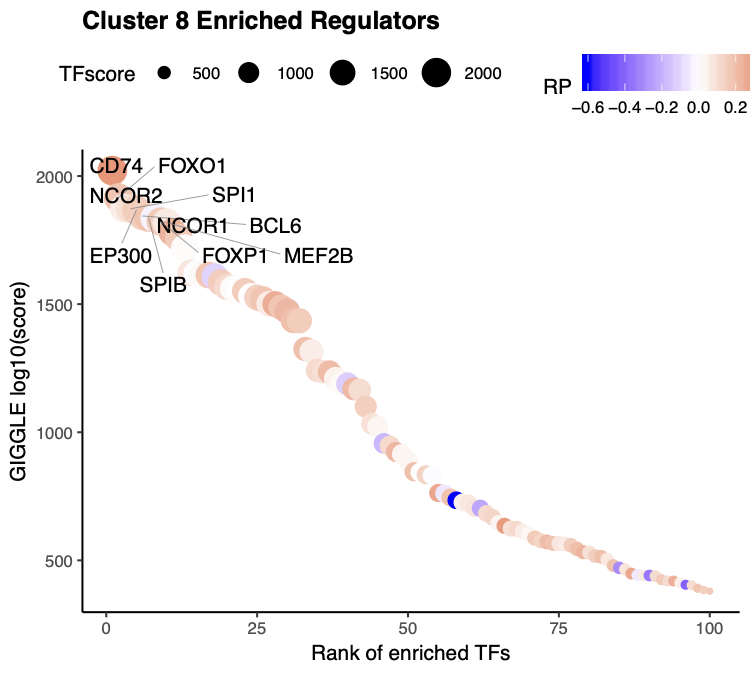 Cluster 8 Enriched Regulators
TFscore 500 1000 1500 2000
RP
−0.6 −0.4 −0.2 0.0 0.2
GIGGLE log10(score)
2000
1500
1000
500
CD74 FOXO1
NCOR2 SPI1
NCOR1 BCL6
EP300 FOXP1 MEF2B
SPIB
0 25 50 75 100
Rank of enriched TFs